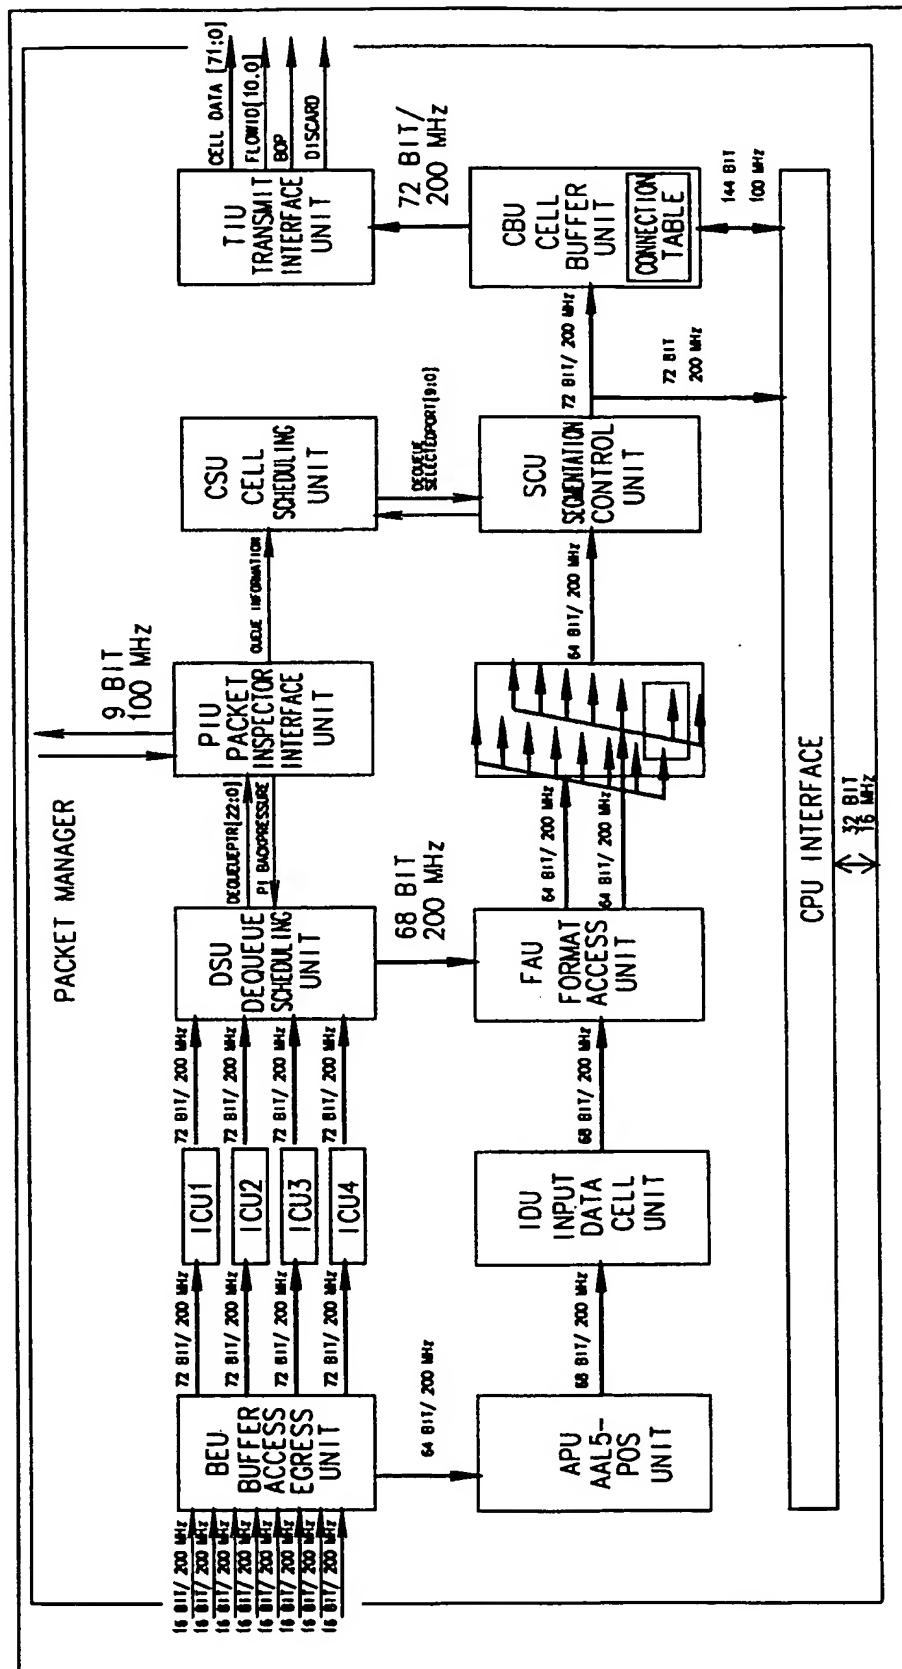 PACKET MANAGER
16 BIT/ 200 MHz
16 BIT/ 200 MHz
16 BIT/ 200 MHz
16 BIT/ 200 MHz
16 BIT/ 200 MHz
16 BIT/ 200 MHz
16 BIT/ 200 MHz
16 BIT/ 200 MHz
BEU
BUFFER
ACCESS
EGRESS
UNIT
72 BIT/ 200 MHz
72 BIT/ 200 MHz
72 BIT/ 200 MHz
72 BIT/ 200 MHz
ICU1
ICU2
ICU3
ICU4
72 BIT/ 200 MHz
72 BIT/ 200 MHz
72 BIT/ 200 MHz
72 BIT/ 200 MHz
DSU
DEQUEUE
SCHEDULING
UNIT
DEQUEUEPTR[22:0]
PI BACKPRESSURE
9 BIT
100 MHz
PIU
PACKET
INSPECTOR
INTERFACE
UNIT
QUEUE INFORMATION
CSU
CELL
SCHEDULING
UNIT
DEQUEUE
SELECTEDPORT[9:0]
TIU
TRANSMIT
INTERFACE
UNIT
CELL DATA [71:0]
FLOWID[10.0]
BOP
DISCARD
64 BIT/ 200 MHz
68 BIT
200 MHz
72 BIT/
200 MHz
APU
AAL5-
POS
UNIT
68 BIT/ 200 MHz
IDU
INPUT
DATA
CELL
UNIT
68 BIT/ 200 MHz
FAU
FORMAT
ACCESS
UNIT
64 BIT/ 200 MHz
64 BIT/ 200 MHz
64 BIT/ 200 MHz
SCU
SEGMENTATION
CONTROL
UNIT
72 BIT/ 200 MHz
72 BIT
200 MHz
CBU
CELL
BUFFER
UNIT
CONNECTION
TABLE
144 BIT
100 MHz
CPU INTERFACE
32 BIT
16 MHz